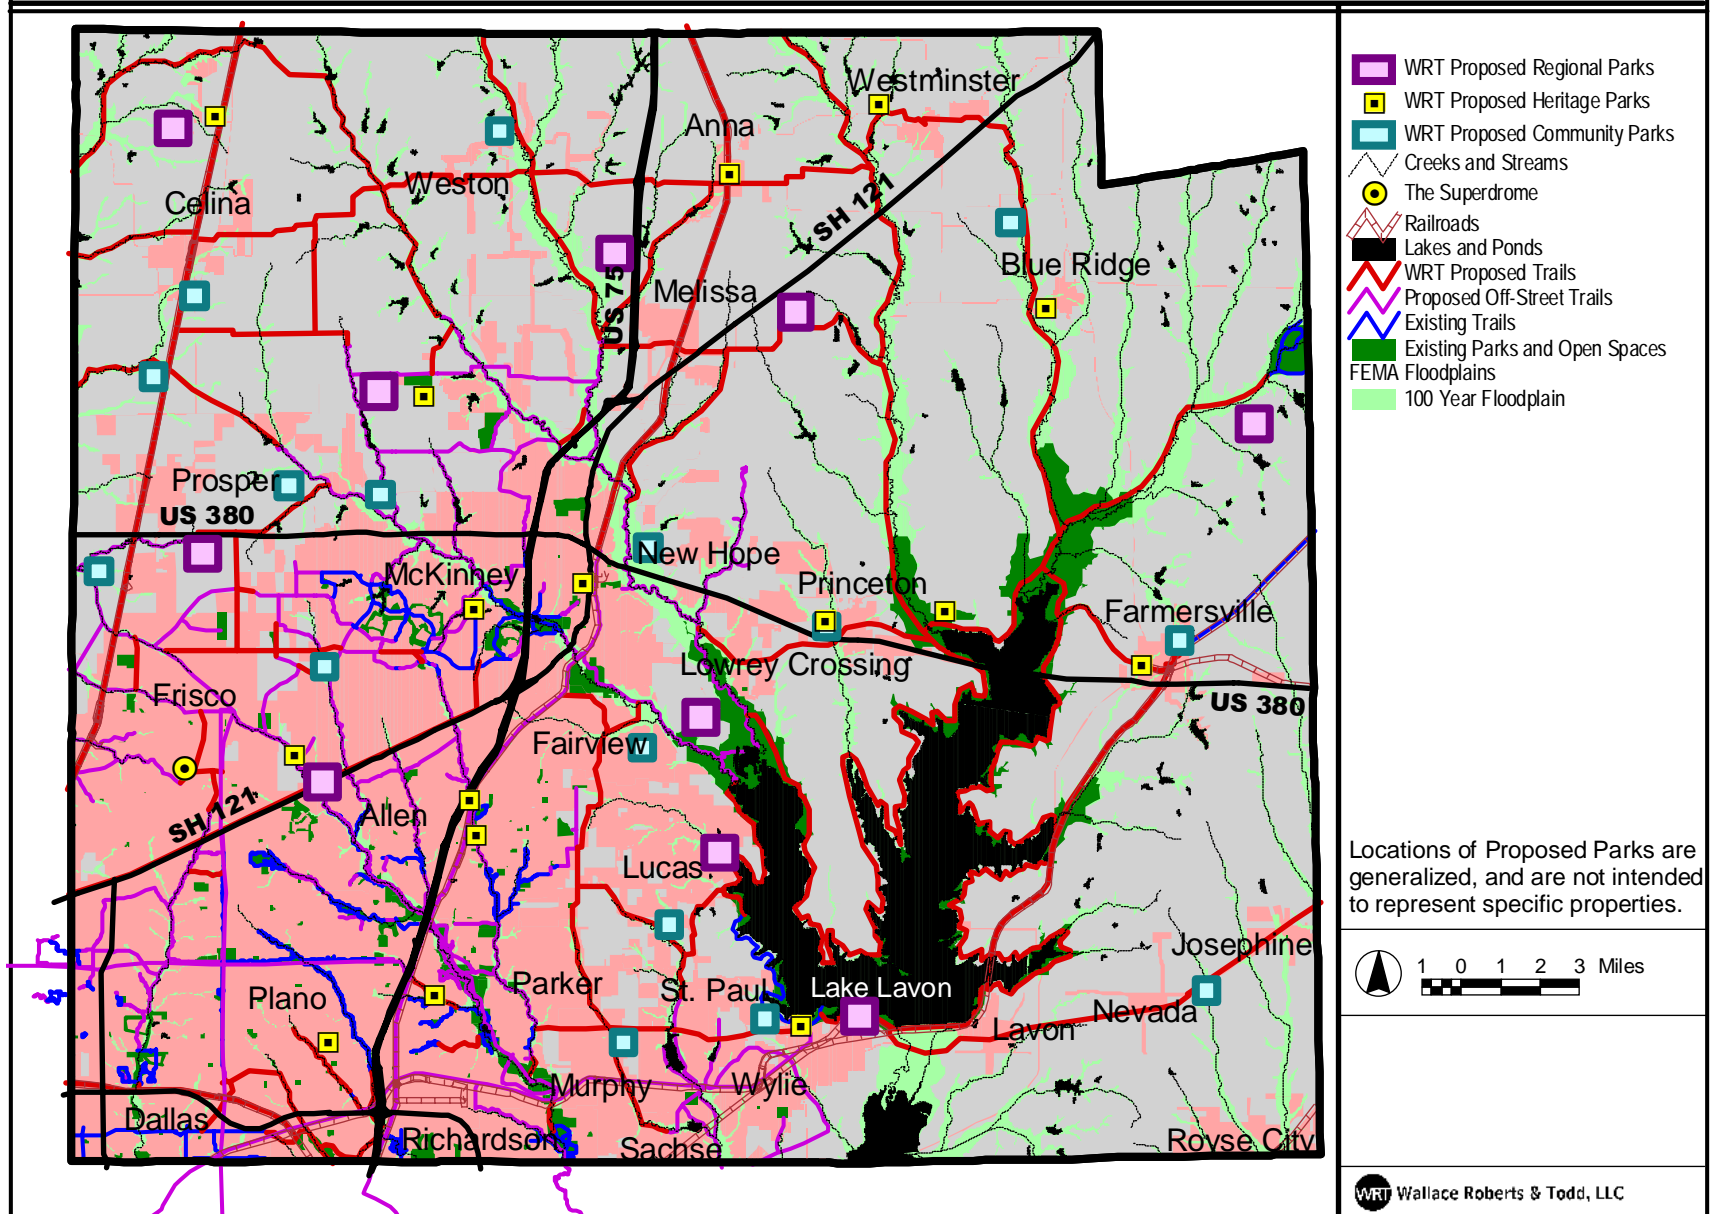 Westminster
Anna
Weston
Celina
SH 121
Blue Ridge
US 75
Melissa
Prosper
US 380
New Hope
McKinney
Princeton
Farmersville
Lowrey Crossing
Frisco
US 380
Fairview
SH 121
Allen
Lucas
Josephine
Parker
St. Paul
Lake Lavon
Plano
Nevada
Lavon
Murphy
Wylie
Dallas
Richardson
Sachse
Royse City
WRT Proposed Regional Parks
WRT Proposed Heritage Parks
WRT Proposed Community Parks
Creeks and Streams
The Superdrome
Railroads
Lakes and Ponds
WRT Proposed Trails
Proposed Off-Street Trails
Existing Trails
Existing Parks and Open Spaces
FEMA Floodplains
100 Year Floodplain
Locations of Proposed Parks are
generalized, and are not intended
to represent specific properties.
1 0 1 2 3 Miles
WRT Wallace Roberts & Todd, LLC